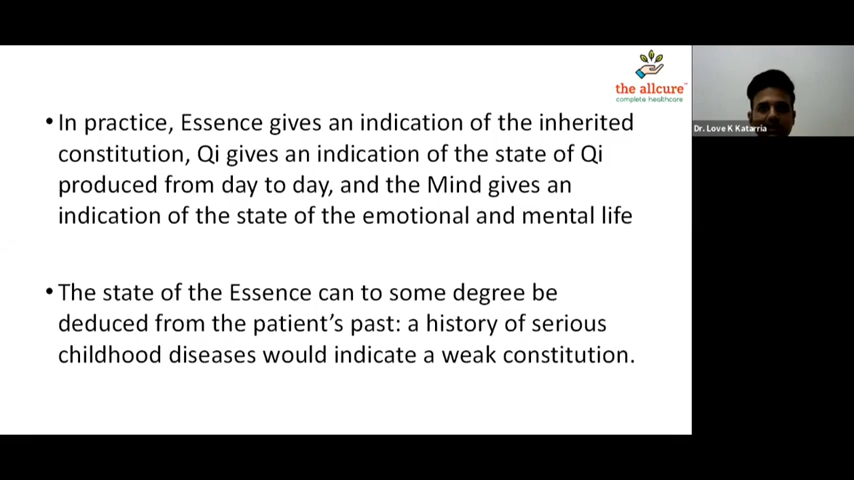 the allcure™
complete healthcare
Dr. Love K Katarria
• In practice, Essence gives an indication of the inherited
constitution, Qi gives an indication of the state of Qi
produced from day to day, and the Mind gives an
indication of the state of the emotional and mental life
• The state of the Essence can to some degree be
deduced from the patient’s past: a history of serious
childhood diseases would indicate a weak constitution.